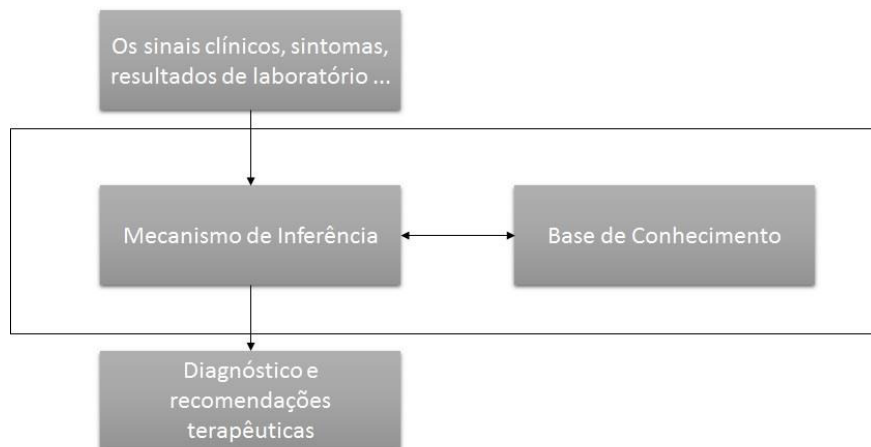 Os sinais clínicos, sintomas,
resultados de laboratório ...
Mecanismo de Inferência
Base de Conhecimento
Diagnóstico e
recomendações
terapêuticas